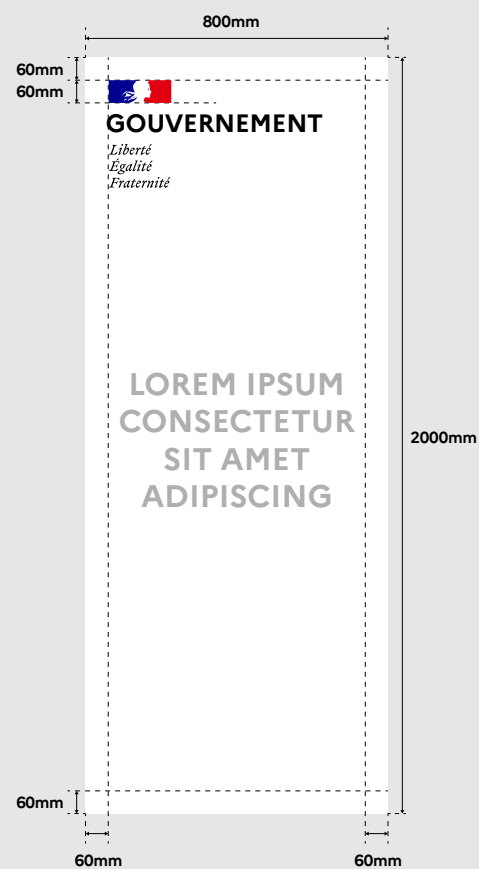 800mm
60mm
60mm
GOUVERNEMENT
Liberté
Égalité
Fraternité
LOREM IPSUM
CONSECTETUR
SIT AMET
ADIPISCING
2000mm
60mm
60mm
60mm